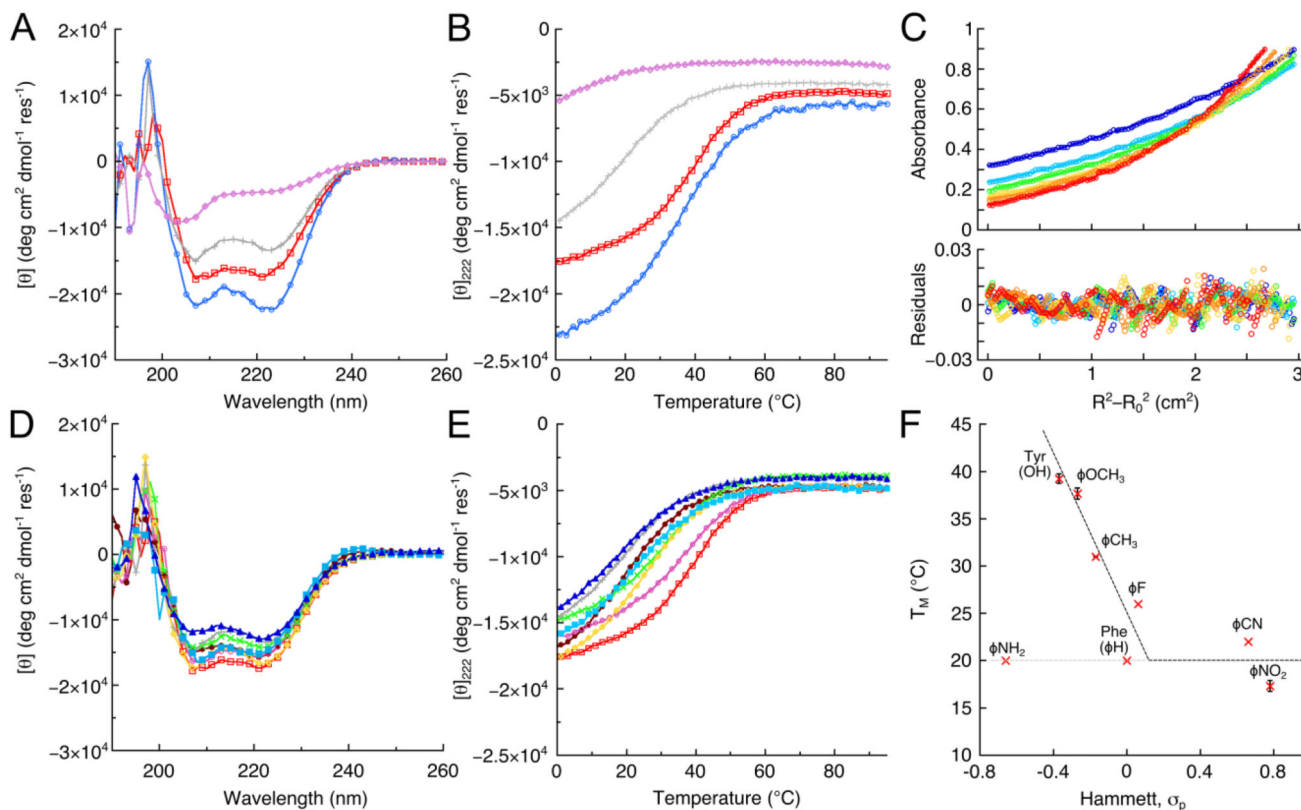 A
[θ] (deg cm² dmol⁻¹ res⁻¹)
2×10⁴
1×10⁴
0
−1×10⁴
−2×10⁴
−3×10⁴
200 220 240 260
Wavelength (nm)
B
[θ]₂₂₂ (deg cm² dmol⁻¹ res⁻¹)
0
−5×10³
−1×10⁴
−1.5×10⁴
−2×10⁴
−2.5×10⁴
0 20 40 60 80
Temperature (°C)
C
Absorbance
1
0.8
0.6
0.4
0.2
0
Residuals
0.03
0
−0.03
0 1 2 3
R²−R₀² (cm²)
D
[θ] (deg cm² dmol⁻¹ res⁻¹)
2×10⁴
1×10⁴
0
−1×10⁴
−2×10⁴
−3×10⁴
200 220 240 260
Wavelength (nm)
E
[θ]₂₂₂ (deg cm² dmol⁻¹ res⁻¹)
0
−5×10³
−1×10⁴
−1.5×10⁴
−2×10⁴
−2.5×10⁴
0 20 40 60 80
Temperature (°C)
F
T_M (°C)
45
40
35
30
25
20
15
10
Tyr
(OH)
ϕOCH₃
ϕCH₃
ϕF
ϕNH₂
Phe
(ϕH)
ϕCN
ϕNO₂
-0.8 -0.4 0 0.4 0.8
Hammett, σₚ